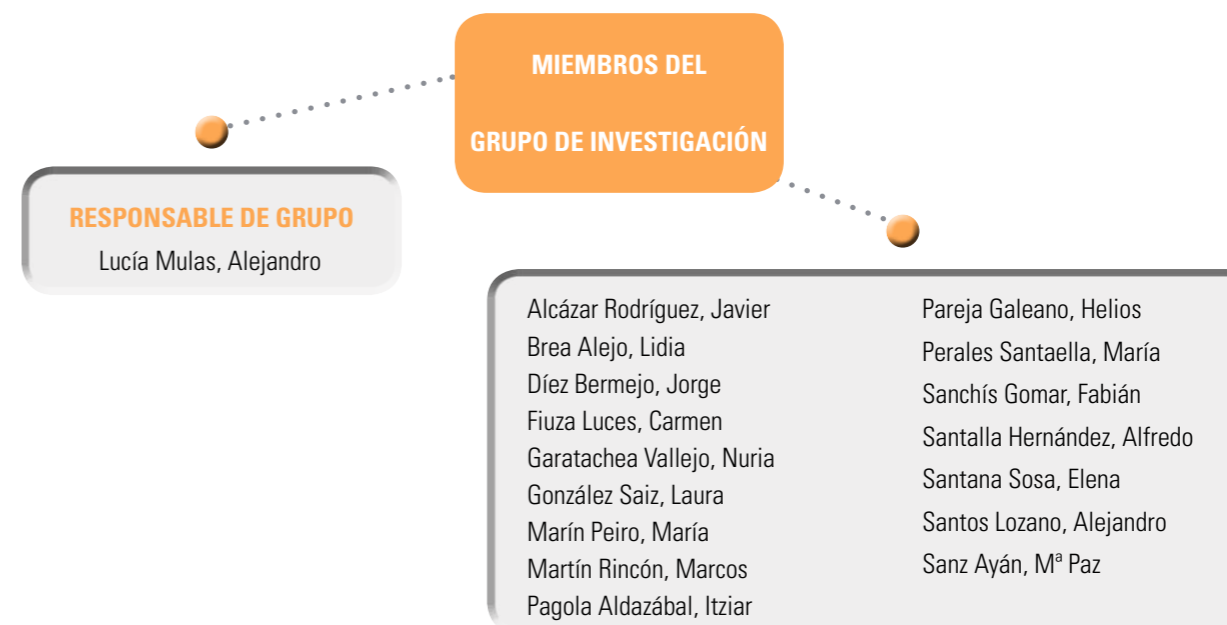 MIEMBROS DEL
GRUPO DE INVESTIGACIÓN
RESPONSABLE DE GRUPO
Lucía Mulas, Alejandro
Alcázar Rodríguez, Javier
Brea Alejo, Lidia
Díez Bermejo, Jorge
Fiuza Luces, Carmen
Garatachea Vallejo, Nuria
González Saiz, Laura
Marín Peiro, María
Martín Rincón, Marcos
Pagola Aldazábal, Itziar
Pareja Galeano, Helios
Perales Santaella, María
Sanchís Gomar, Fabián
Santalla Hernández, Alfredo
Santana Sosa, Elena
Santos Lozano, Alejandro
Sanz Ayán, Mª Paz